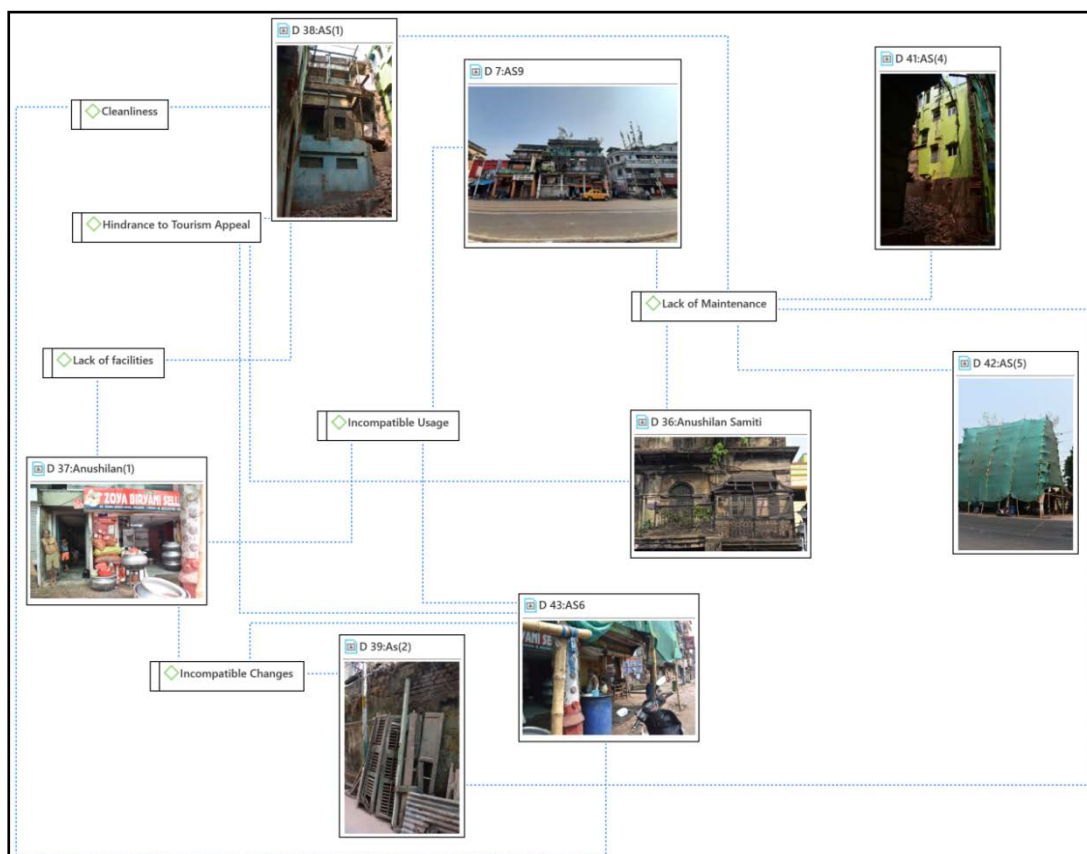 D 38:AS(1)
D 7:AS9
D 41:AS(4)
Cleanliness
Hindrance to Tourism Appeal
Lack of Maintenance
Lack of facilities
D 42:AS(5)
Incompatible Usage
D 36:Anushilan Samiti
D 37:Anushilan(1)
ZOYA BIRYANI SELL
D 43:AS6
D 39:As(2)
Incompatible Changes